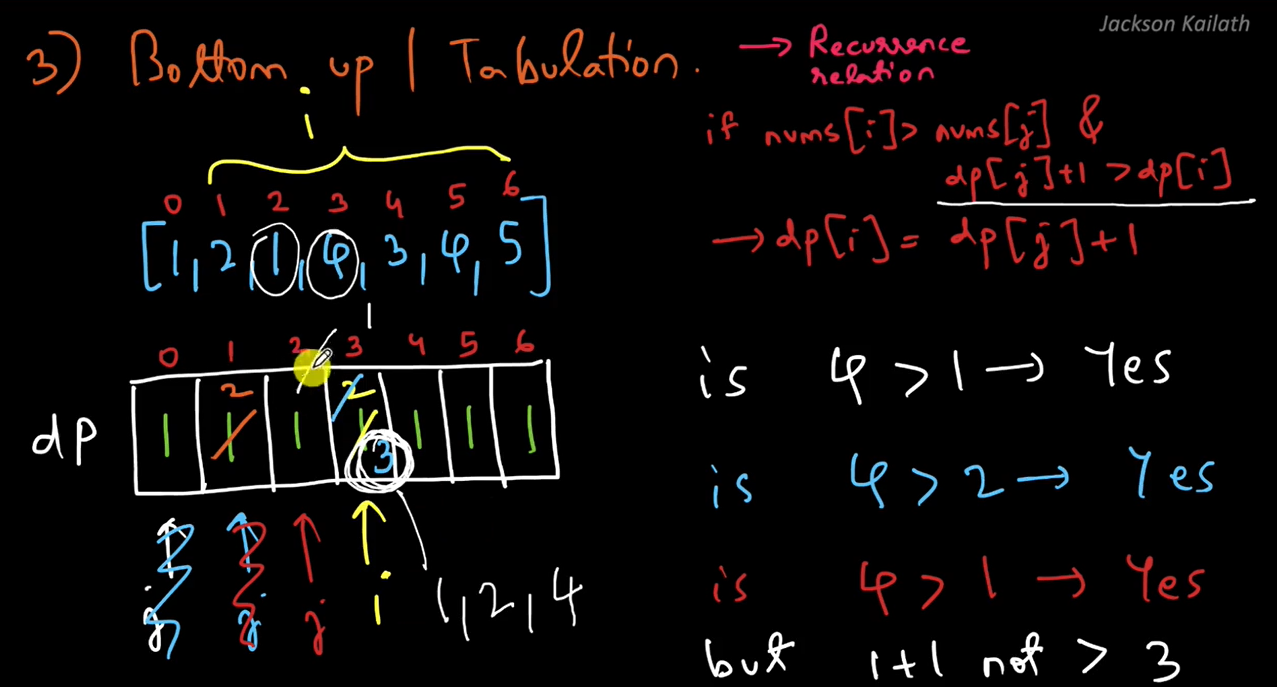 Jackson Kailath
3) Bottom up | Tabulation.
→ Recurrence
relation
if nums[i] > nums[j] &
dp[j]+1 > dp[i]
→ dp[i] = dp[j]+1
i
0 1 2 3 4 5 6
[1, 2, 1, 4, 3, 4, 5]
1
0 1 2 3 4 5 6
2 2
dp 1 1 1 1 1 1 1
3
j j j i
1, 2, 4
is 4 > 1 → Yes
is 4 > 2 → Yes
is 4 > 1 → Yes
but 1+1 not > 3